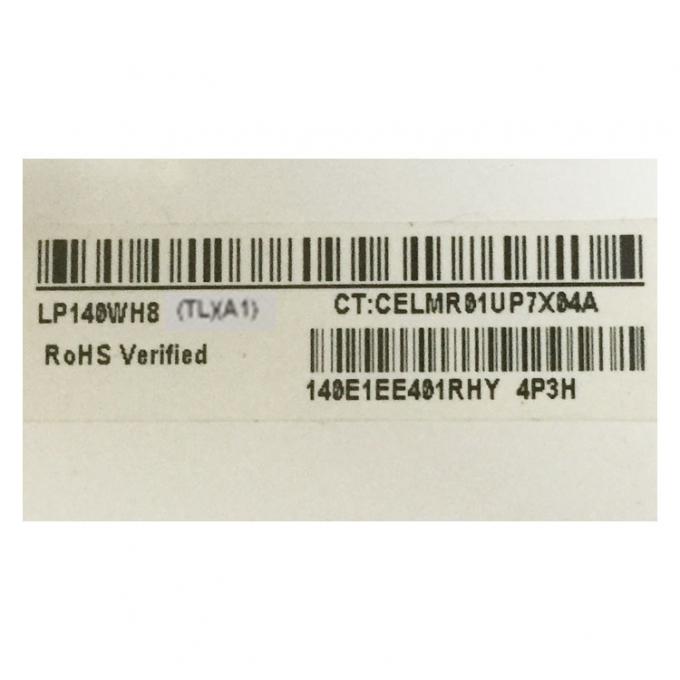 LP140WH8 (TL)(A1) CT:CELMR01UP7X04A
RoHS Verified
140E1EE401RHY 4P3H